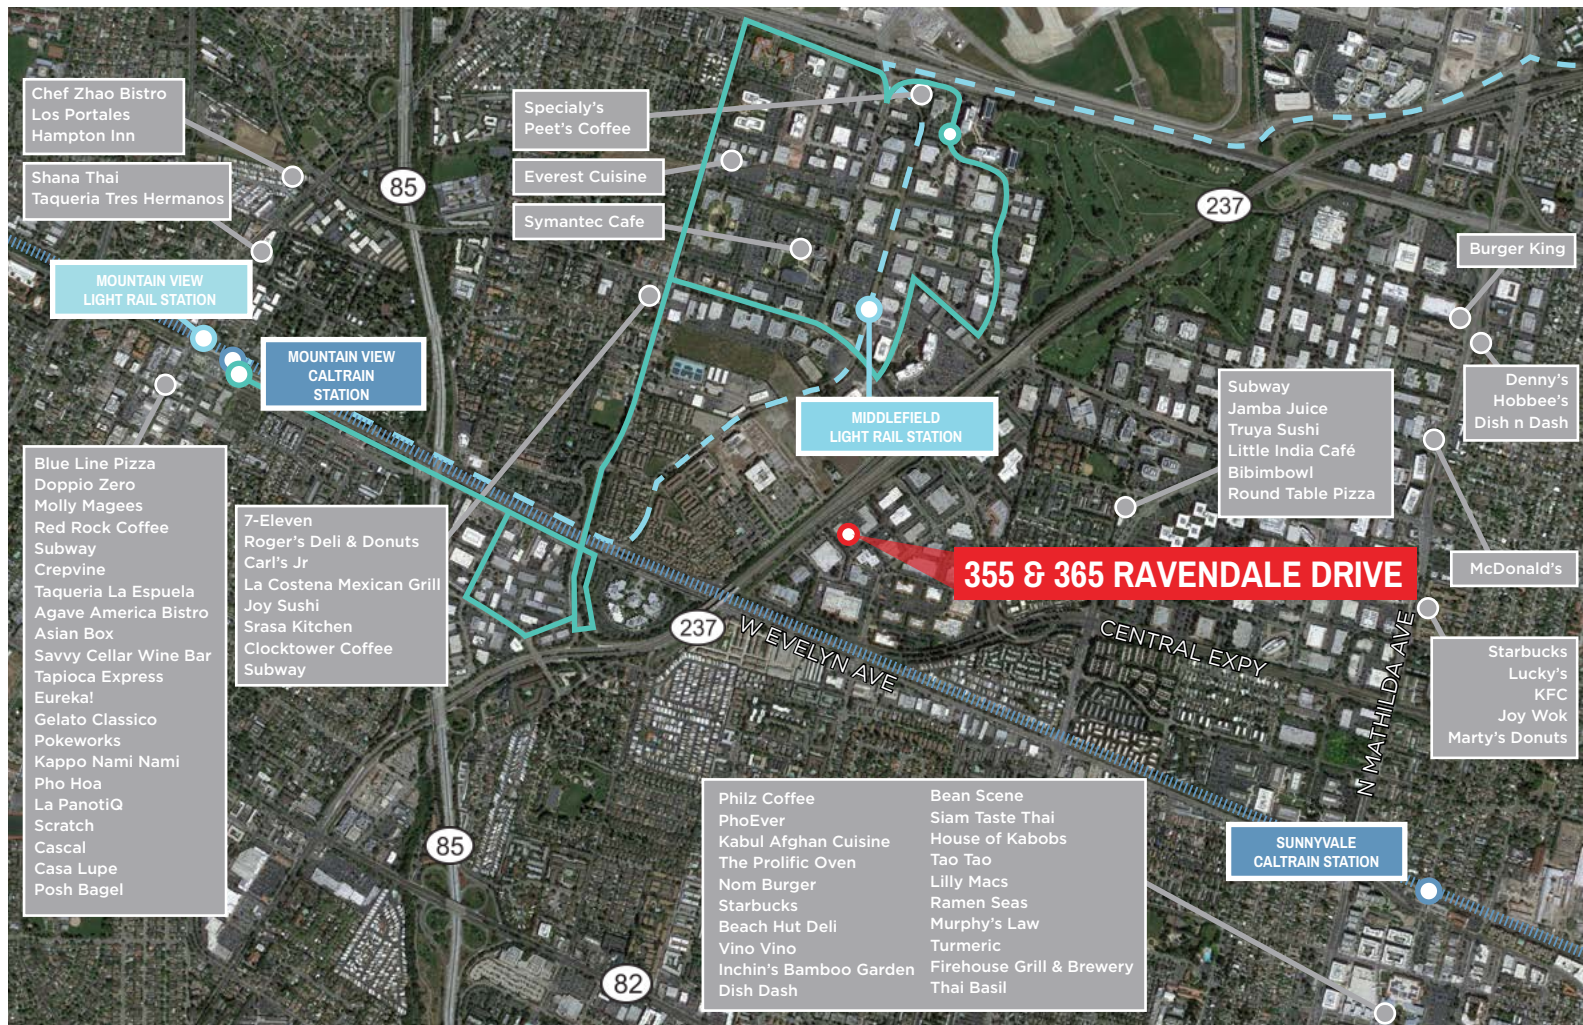 Chef Zhao Bistro
Los Portales
Hampton Inn
Shana Thai
Taqueria Tres Hermanos
MOUNTAIN VIEW
LIGHT RAIL STATION
MOUNTAIN VIEW
CALTRAIN
STATION
85
Specialy's
Peet's Coffee
Everest Cuisine
Symantec Cafe
237
Burger King
Denny's
Hobbee's
Dish n Dash
MIDDLEFIELD
LIGHT RAIL STATION
Subway
Jamba Juice
Truya Sushi
Little India Café
Bibimbowl
Round Table Pizza
McDonald's
355 & 365 RAVENDALE DRIVE
Blue Line Pizza
Doppio Zero
Molly Magees
Red Rock Coffee
Subway
Crepvine
Taqueria La Espuela
Agave America Bistro
Asian Box
Savvy Cellar Wine Bar
Tapioca Express
Eureka!
Gelato Classico
Pokeworks
Kappo Nami Nami
Pho Hoa
La PanotiQ
Scratch
Cascal
Casa Lupe
Posh Bagel
7-Eleven
Roger's Deli & Donuts
Carl's Jr
La Costena Mexican Grill
Joy Sushi
Srasa Kitchen
Clocktower Coffee
Subway
237
W EVELYN AVE
CENTRAL EXPY
N MATHILDA AVE
Starbucks
Lucky's
KFC
Joy Wok
Marty's Donuts
85
82
Philz Coffee
PhoEver
Kabul Afghan Cuisine
The Prolific Oven
Nom Burger
Starbucks
Beach Hut Deli
Vino Vino
Inchin's Bamboo Garden
Dish Dash
Bean Scene
Siam Taste Thai
House of Kabobs
Tao Tao
Lilly Macs
Ramen Seas
Murphy's Law
Turmeric
Firehouse Grill & Brewery
Thai Basil
SUNNYVALE
CALTRAIN STATION